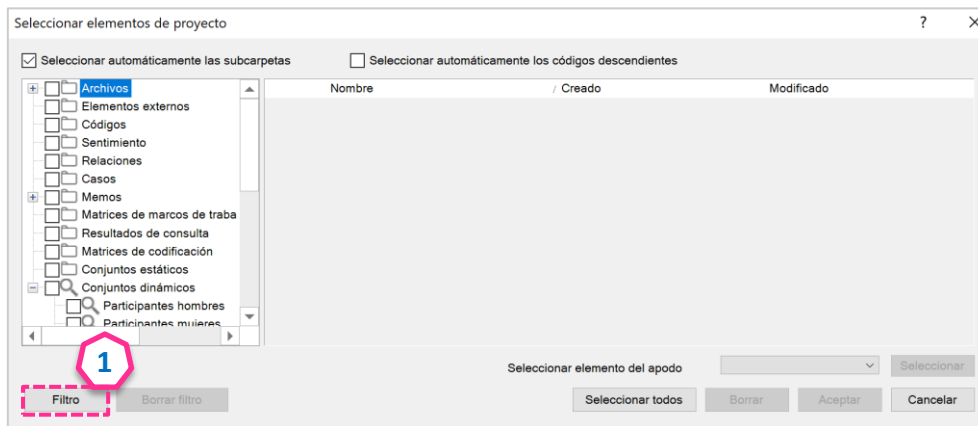 Seleccionar elementos de proyecto ? X
Seleccionar automáticamente las subcarpetas Seleccionar automáticamente los códigos descendientes
Archivos Nombre / Creado Modificado
Elementos externos
Códigos
Sentimiento
Relaciones
Casos
Memos
Matrices de marcos de traba
Resultados de consulta
Matrices de codificación
Conjuntos estáticos
Conjuntos dinámicos
Participantes hombres
Participantes mujeres
1
Seleccionar elemento del apodo Seleccionar
Filtro Borrar filtro Seleccionar todos Borrar Aceptar Cancelar